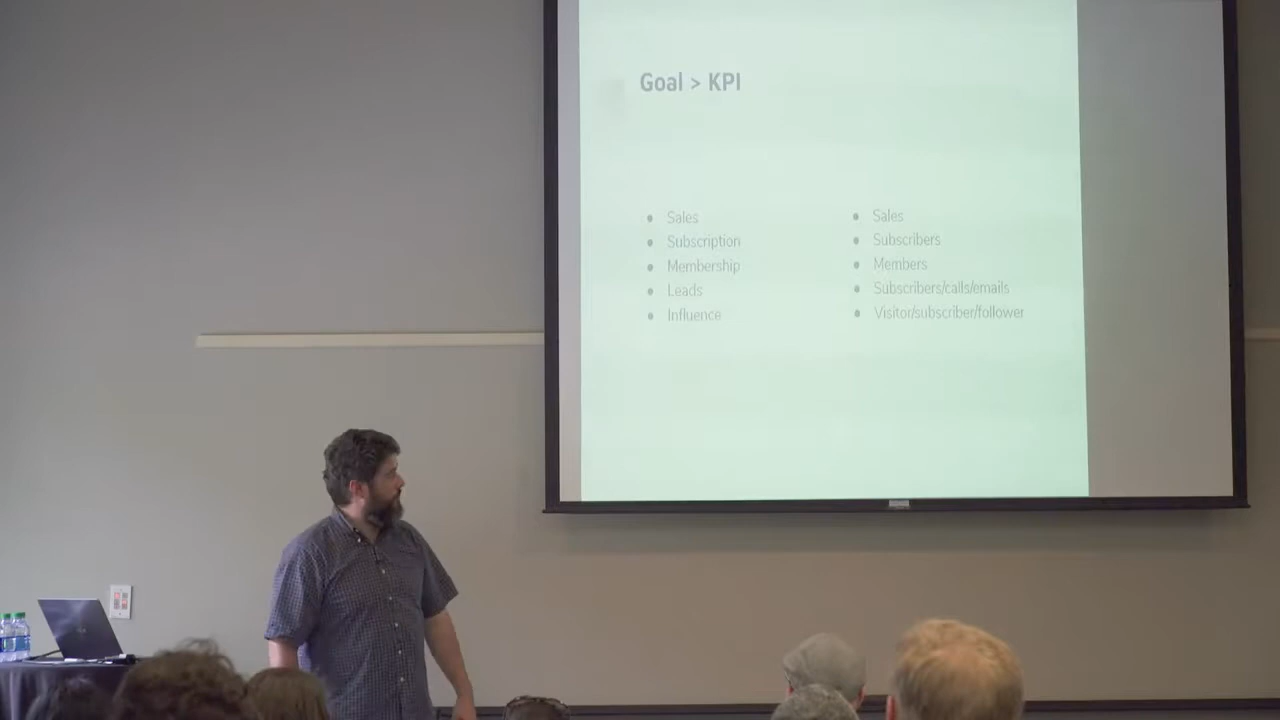 Goal > KPI
● Sales
● Subscription
● Membership
● Leads
● Influence
● Sales
● Subscribers
● Members
● Subscribers/calls/emails
● Visitor/subscriber/follower